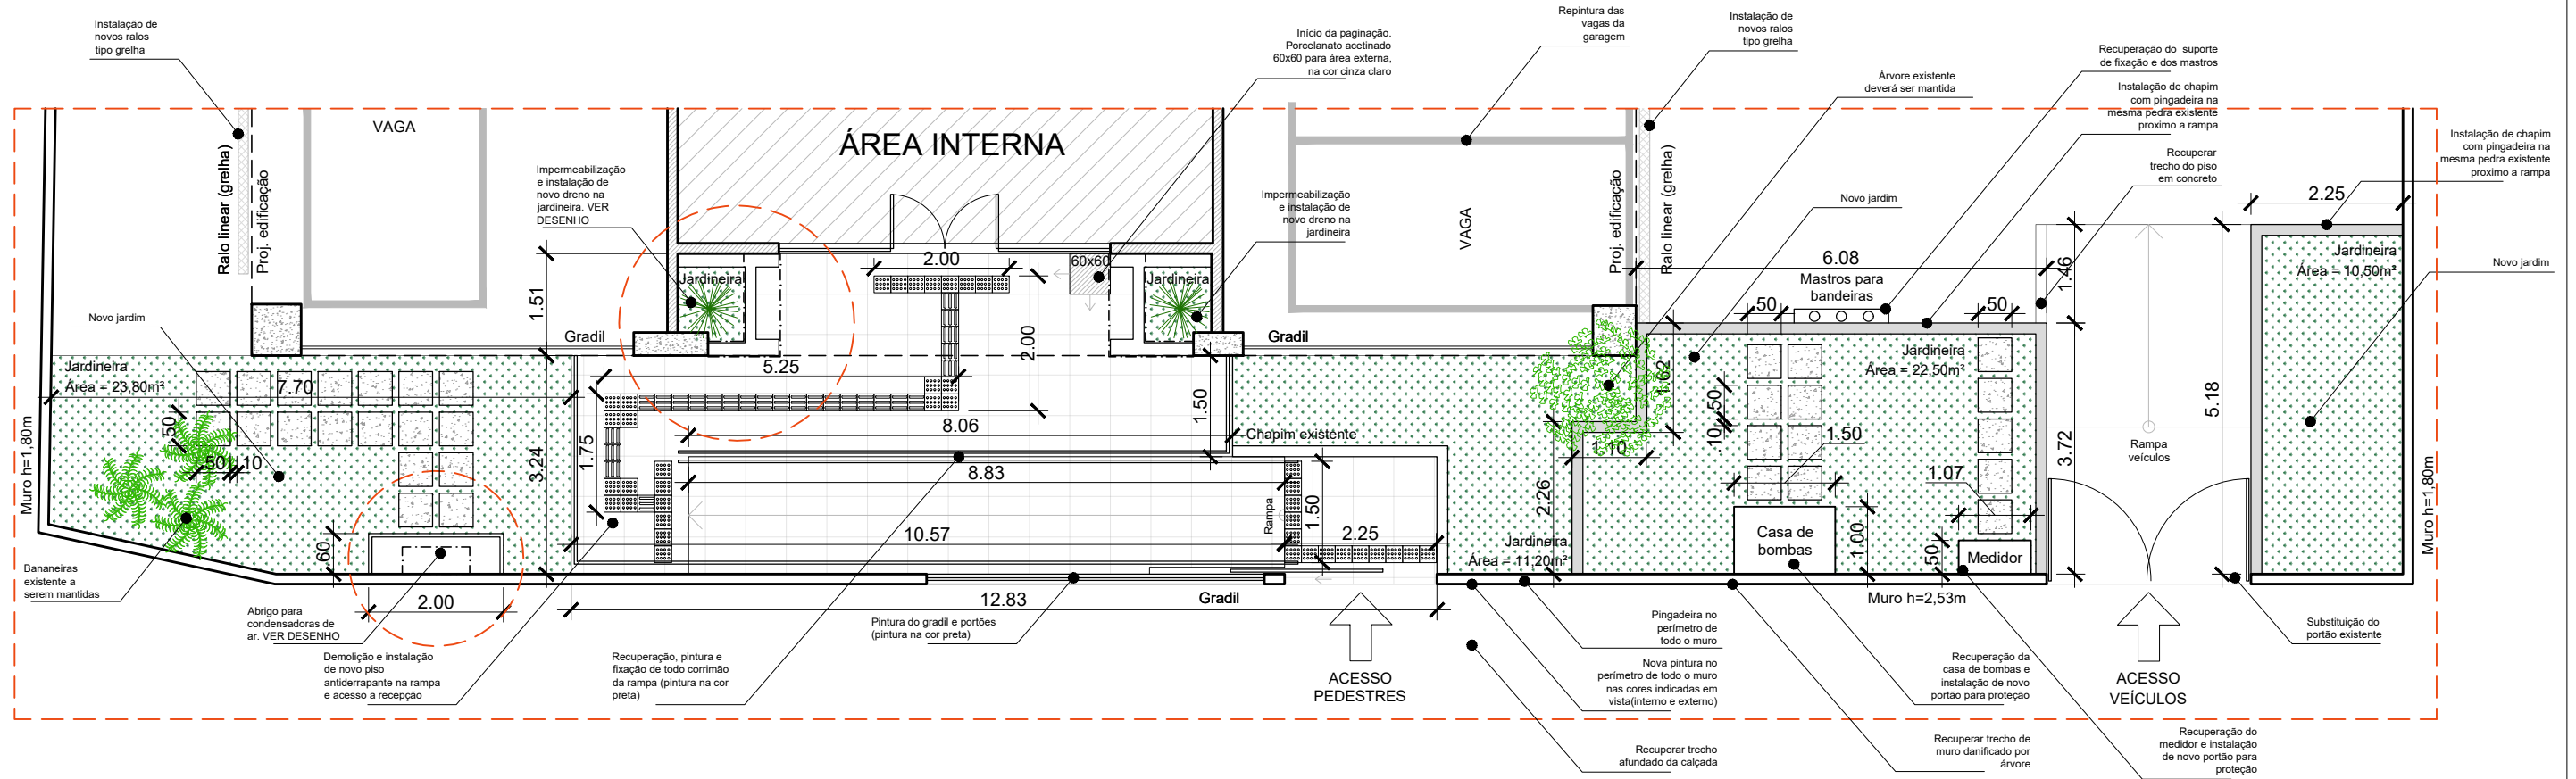 Instalação de
novos ralos
tipo grelha
VAGA
Ralo linear (grelha)
Proj. edificação
Novo jardim
Jardineira
Área = 23,80m²
7.70
.50
.50
.10
Muro h=1,80m
Bananeiras
existente a
serem mantidas
.60
2.00
Abrigo para
condensadoras de
ar. VER DESENHO
Demolição e instalação
de novo piso
antiderrapante na rampa
e acesso a recepção
Impermeabilização
e instalação de
novo dreno na
jardineira. VER
DESENHO
1.51
3.24
Gradil
ÁREA INTERNA
Jardineira
2.00
60x60
Jardineira
2.00
5.25
1.75
8.06
1.50
Chapim existente
8.83
10.57
Rampa
1.50
2.25
12.83
Gradil
Recuperação, pintura e
fixação de todo corrimão
da rampa (pintura na cor
preta)
Pintura do gradil e portões
(pintura na cor preta)
Início da paginação.
Porcelanato acetinado
60x60 para área externa,
na cor cinza claro
Impermeabilização
e instalação de
novo dreno na
jardineira
Gradil
Repintura das
vagas da
garagem
VAGA
Proj. edificação
Ralo linear (grelha)
Instalação de
novos ralos
tipo grelha
Árvore existente
deverá ser mantida
Novo jardim
Recuperação do suporte
de fixação e dos mastros
Instalação de chapim
com pingadeira na
mesma pedra existente
proximo a rampa
Recuperar
trecho do piso
em concreto
Instalação de chapim
com pingadeira na
mesma pedra existente
proximo a rampa
2.25
Jardineira
Área = 10,50m²
Novo jardim
6.08
Mastros para
bandeiras
.50
.50
1.46
1.62
Jardineira
Área = 22,50m²
.50
.10
1.50
1.10
2.26
1.07
3.72
5.18
Rampa
veículos
Jardineira
Área = 11,20m²
Casa de
bombas
1.00
.50
Medidor
Muro h=2,53m
Muro h=1,80m
ACESSO
PEDESTRES
Pingadeira no
perímetro de
todo o muro
Nova pintura no
perímetro de todo o muro
nas cores indicadas em
vista(interno e externo)
Recuperar trecho
afundado da calçada
Recuperação da
casa de bombas e
instalação de novo
portão para proteção
Recuperar trecho de
muro danificado por
árvore
ACESSO
VEÍCULOS
Recuperação do
medidor e instalação
de novo portão para
proteção
Substituição do
portão existente